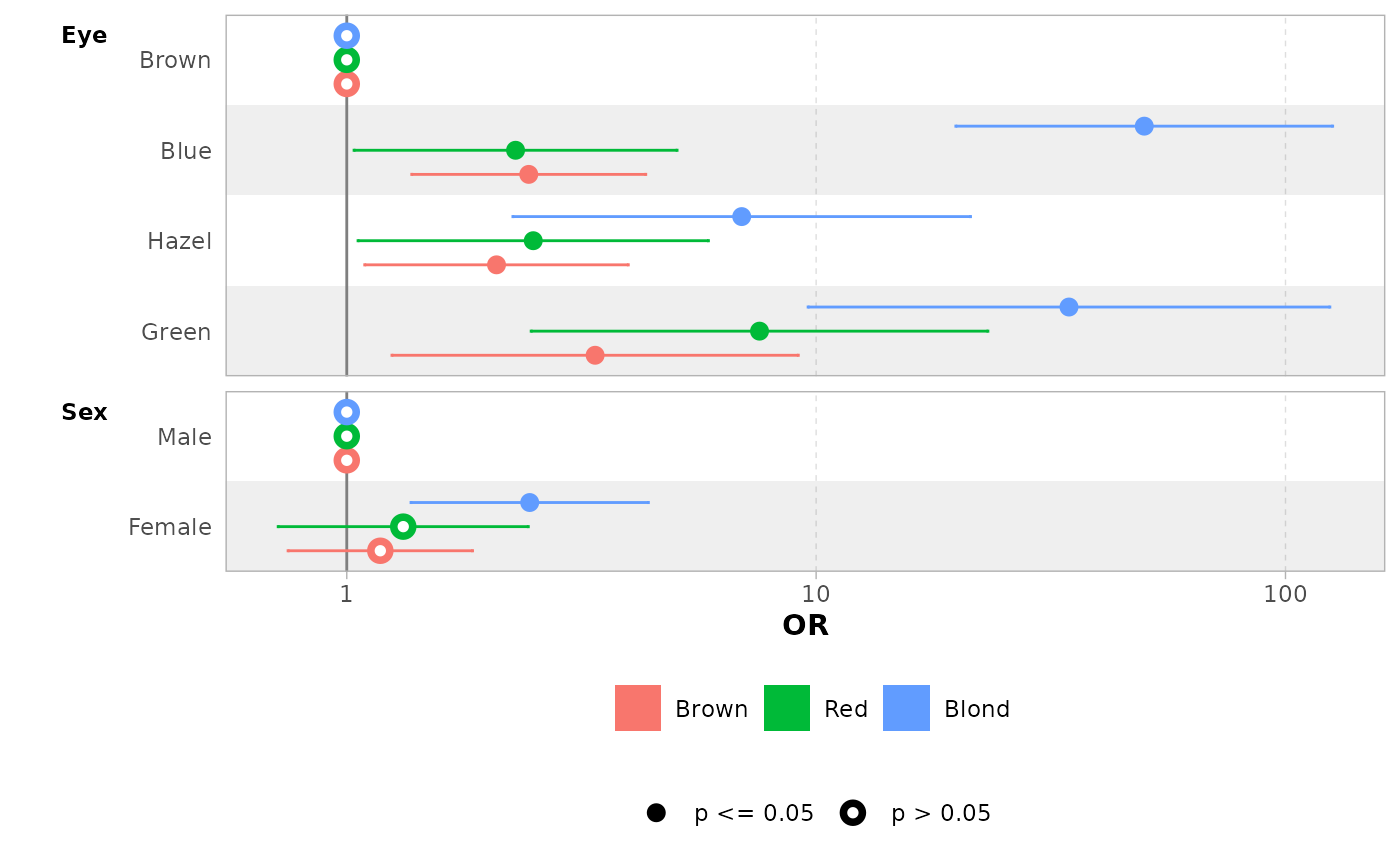 Eye
Brown
Blue
Hazel
Green
Sex
Male
Female
1 10 100
OR
Brown Red Blond
p <= 0.05 p > 0.05